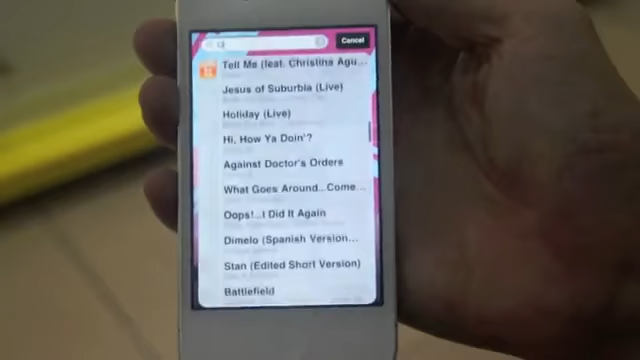 Cancel
Tell Me (feat. Christina Agu...
Jesus of Suburbia (Live)
Holiday (Live)
Hi, How Ya Doin'?
Against Doctor's Orders
What Goes Around...Come...
Oops!...I Did It Again
Dimelo (Spanish Version...
Stan (Edited Short Version)
Battlefield